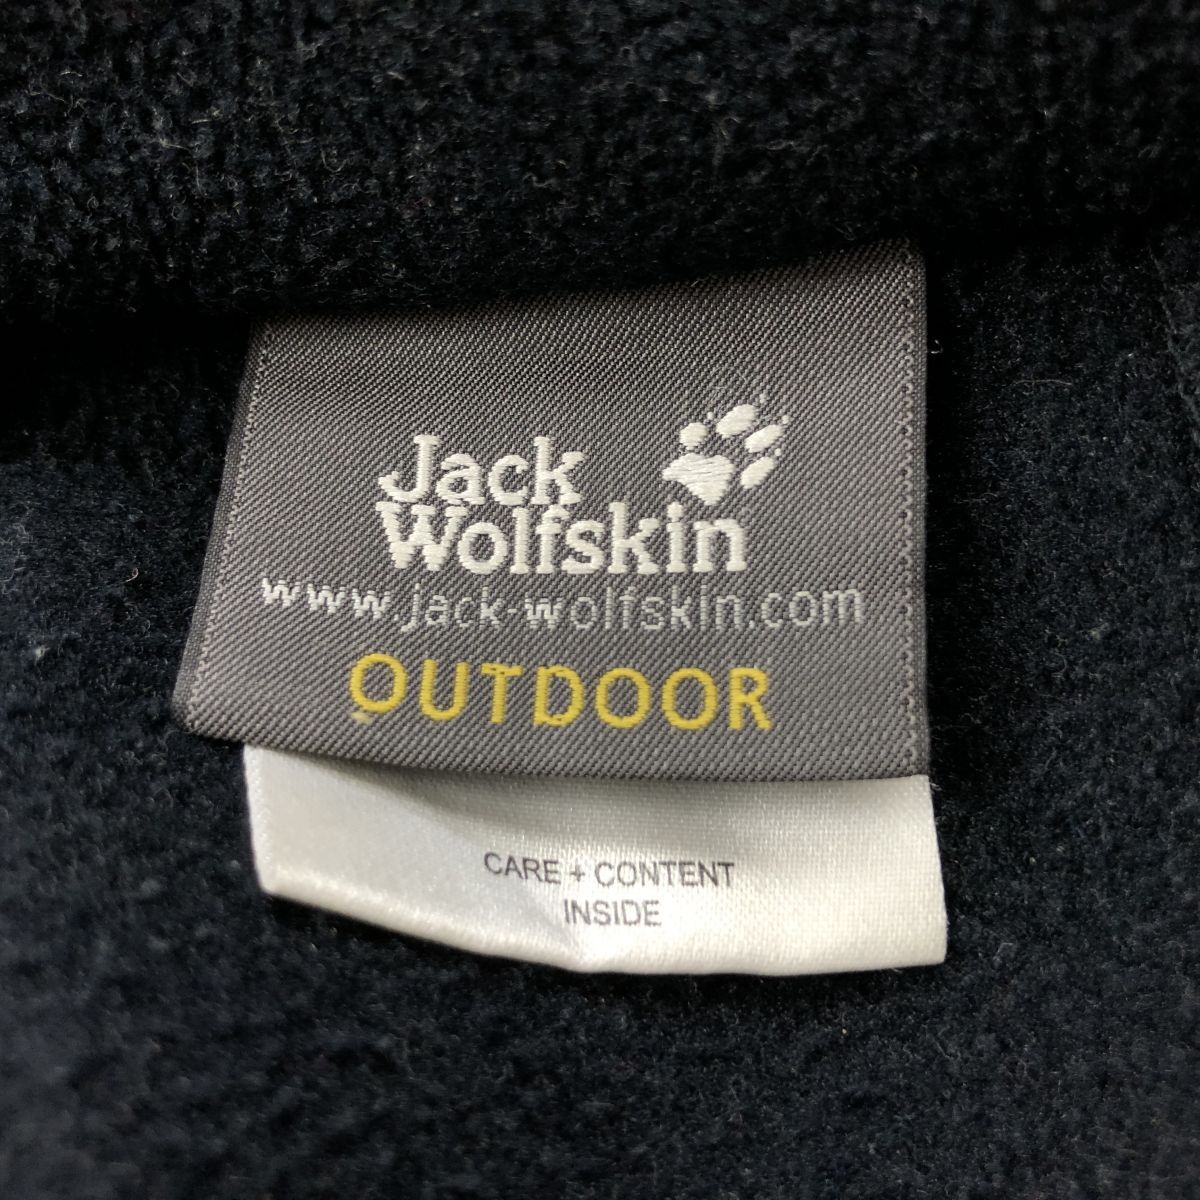 Jack
Wolfskin
www.jack-wolfskin.com
OUTDOOR
CARE + CONTENT
INSIDE